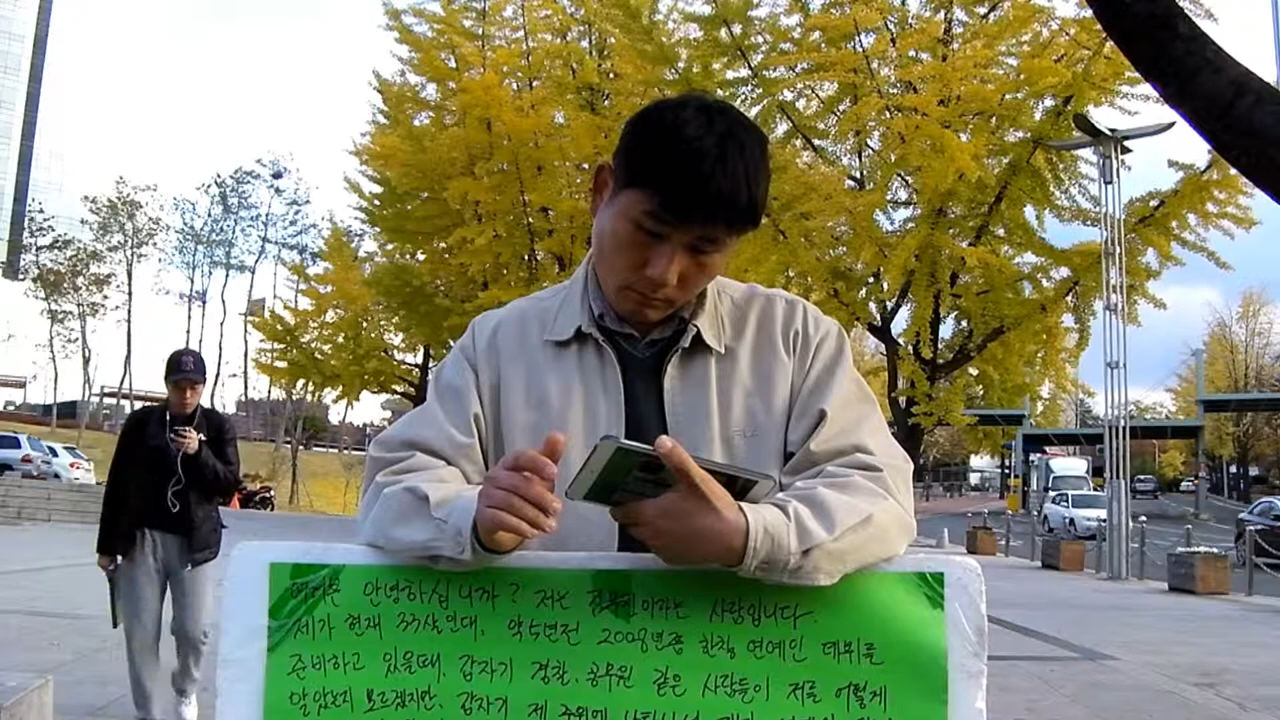 여러분 안녕하십니까? 저는 이라는 사람입니다.
제가 현재 33살인대, 약5년전 2008년쯤 한창 연예인 데뷔를
준비하고 있을때, 갑자기 경찰, 공무원 같은 사람들이 저를 어떻게
알았는지 모르겠지만, 갑자기 제 주위에